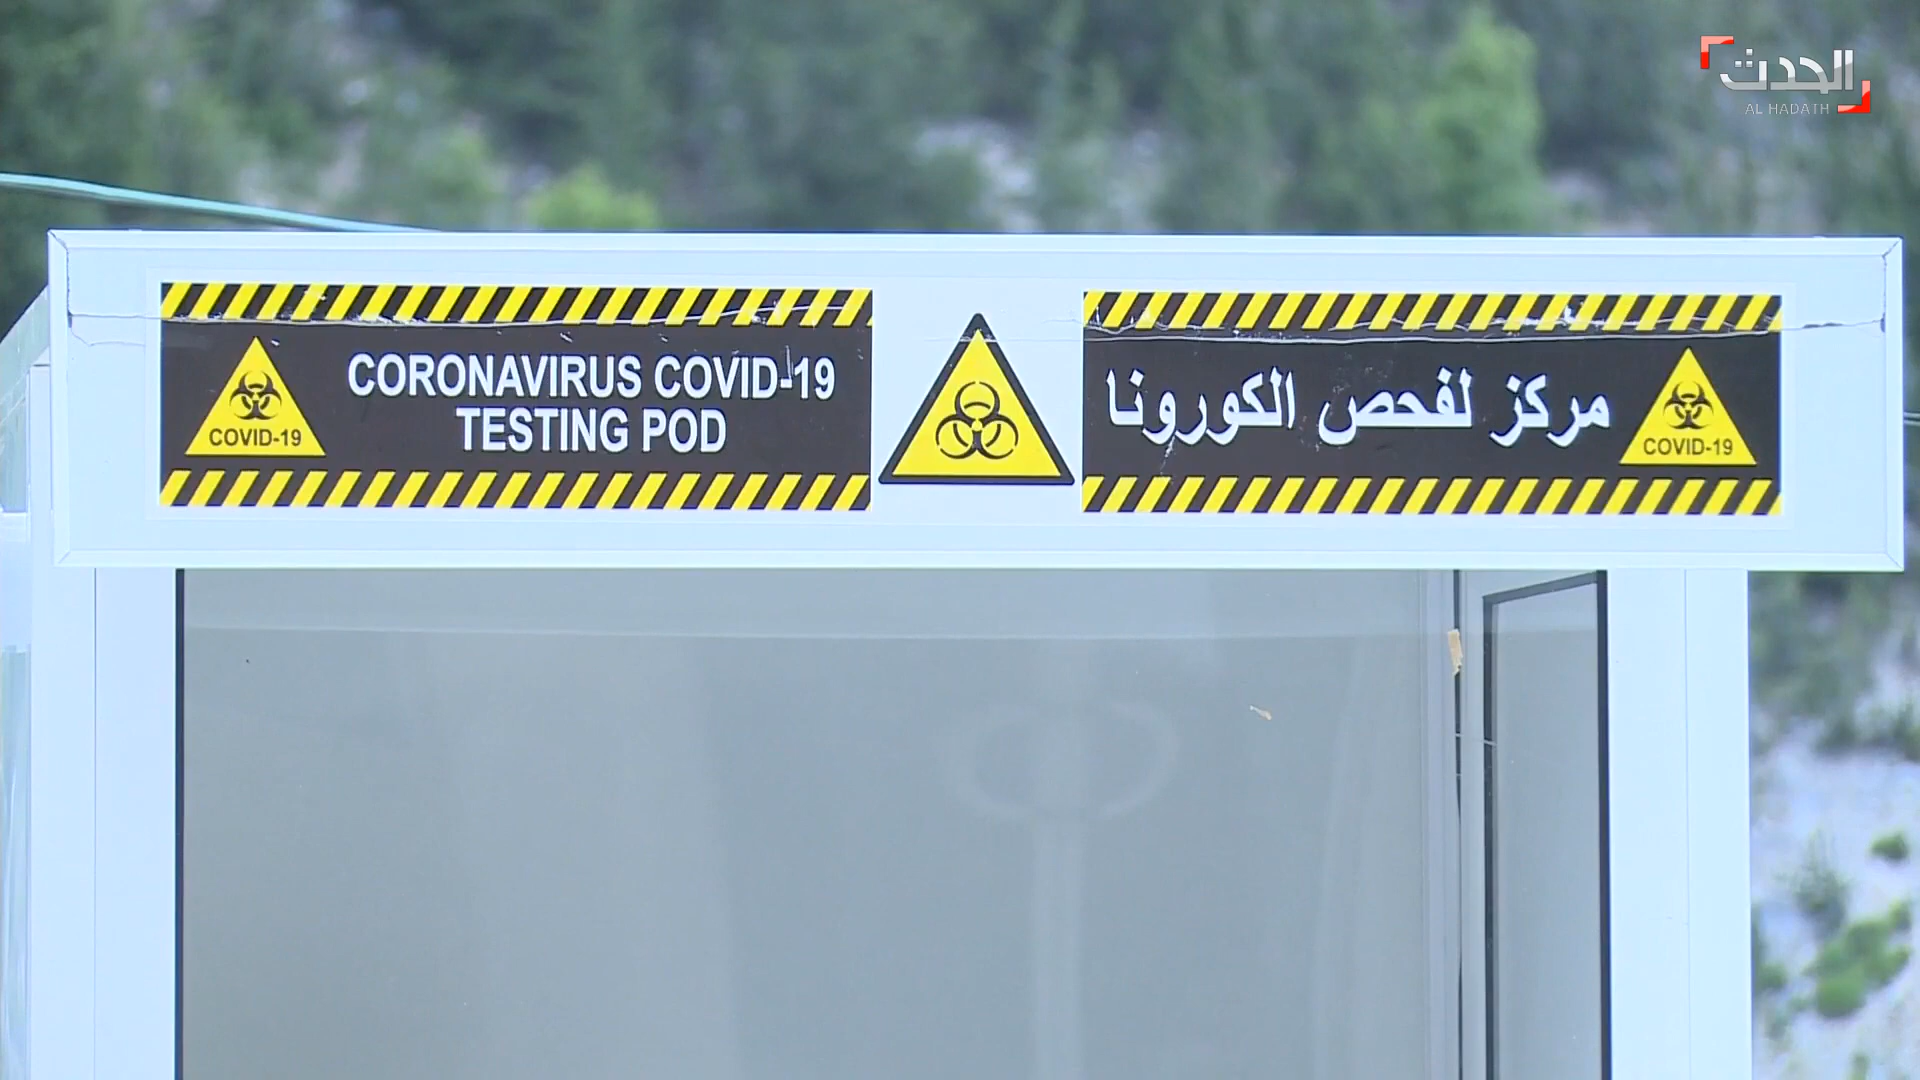 الحدث
AL HADATH
CORONAVIRUS COVID-19
TESTING POD
COVID-19
مركز لفحص الكورونا
COVID-19